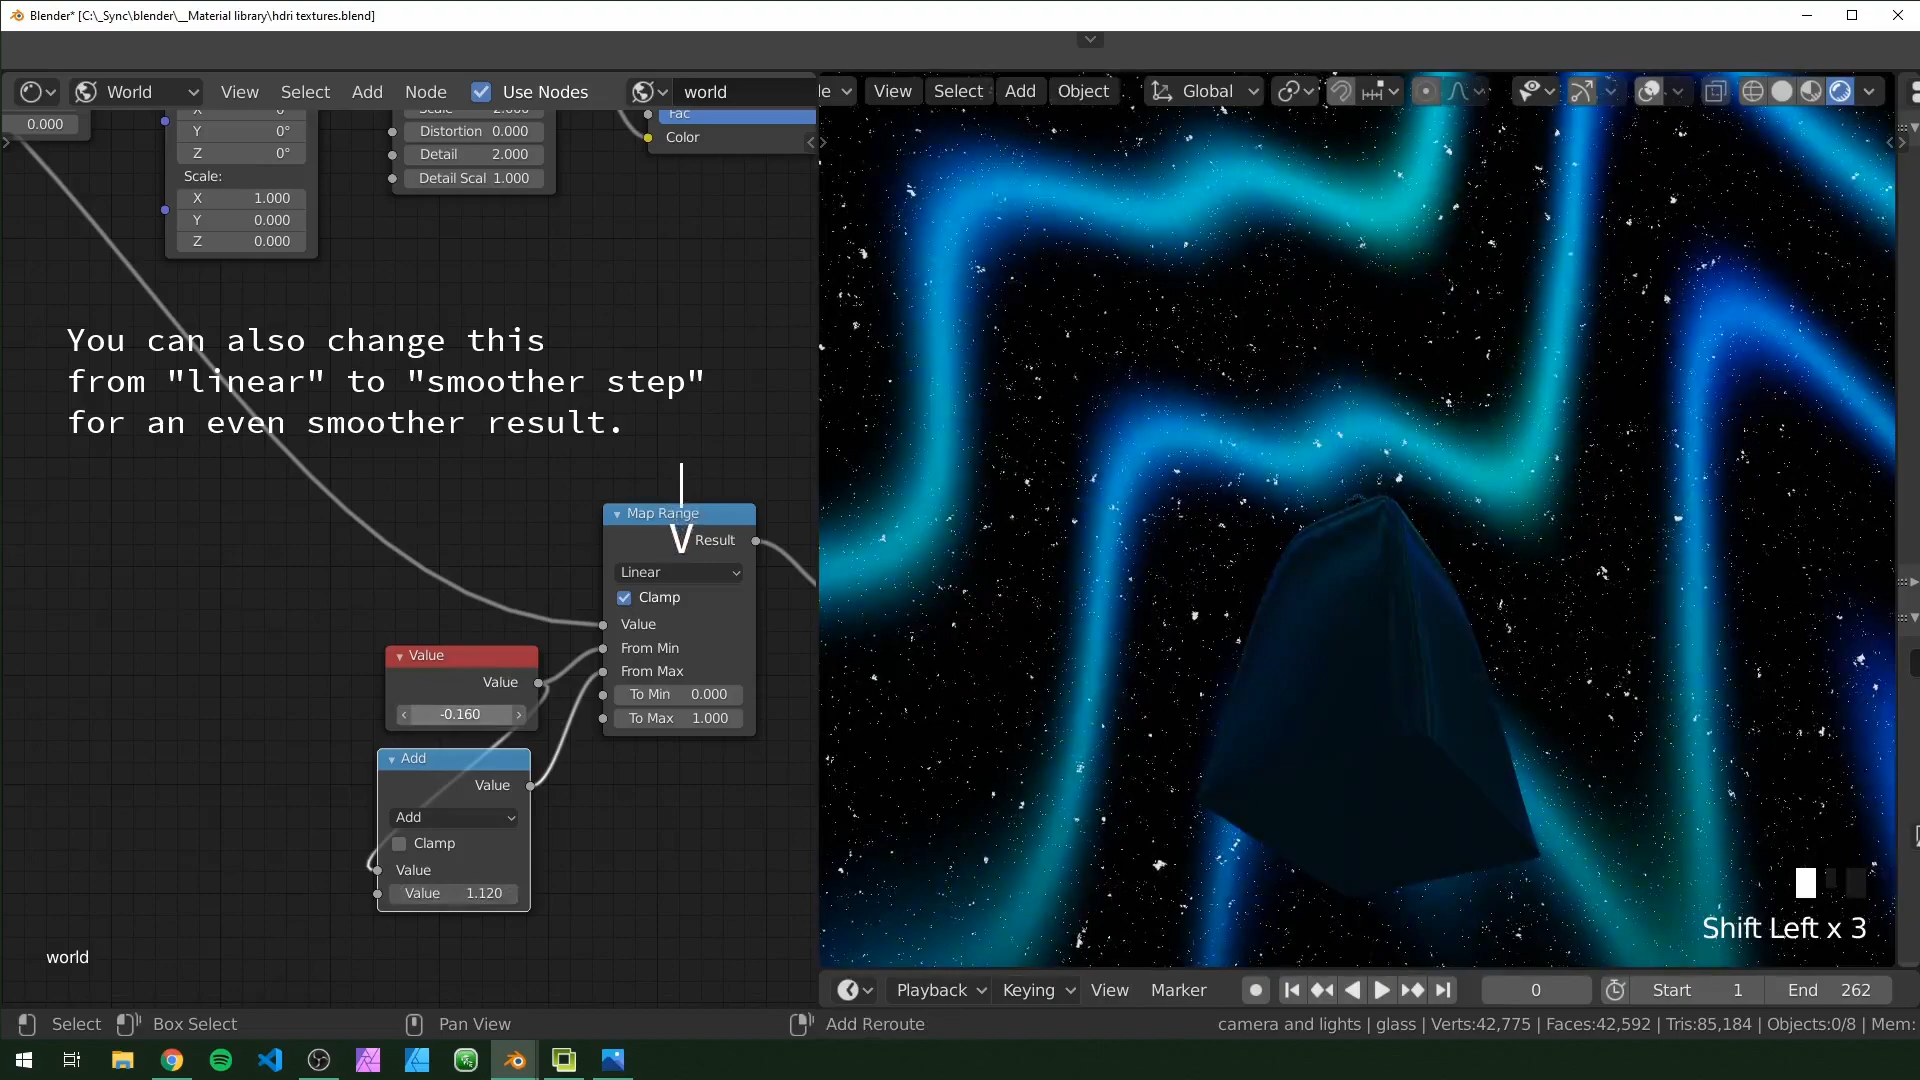 Blender* [C:\_Sync\blender\__Material library\hdri textures.blend]
World View Select Add Node Use Nodes world
View Select Add Object Global
0.000
Y 0°
Z 0°
Scale:
X 1.000
Y 0.000
Z 0.000
Distortion 0.000
Detail 2.000
Detail Scal 1.000
Fac
Color
You can also change this
from "linear" to "smoother step"
for an even smoother result.
Map Range
V
Result
Linear
Clamp
Value
From Min
From Max
To Min 0.000
To Max 1.000
Value
Value
-0.160
Add
Value
Add
Clamp
Value
Value 1.120
world
Shift Left x 3
Playback Keying View Marker 0 Start 1 End 262
Select Box Select Pan View Add Reroute camera and lights | glass | Verts:42,775 | Faces:42,592 | Tris:85,184 | Objects:0/8 | Mem: